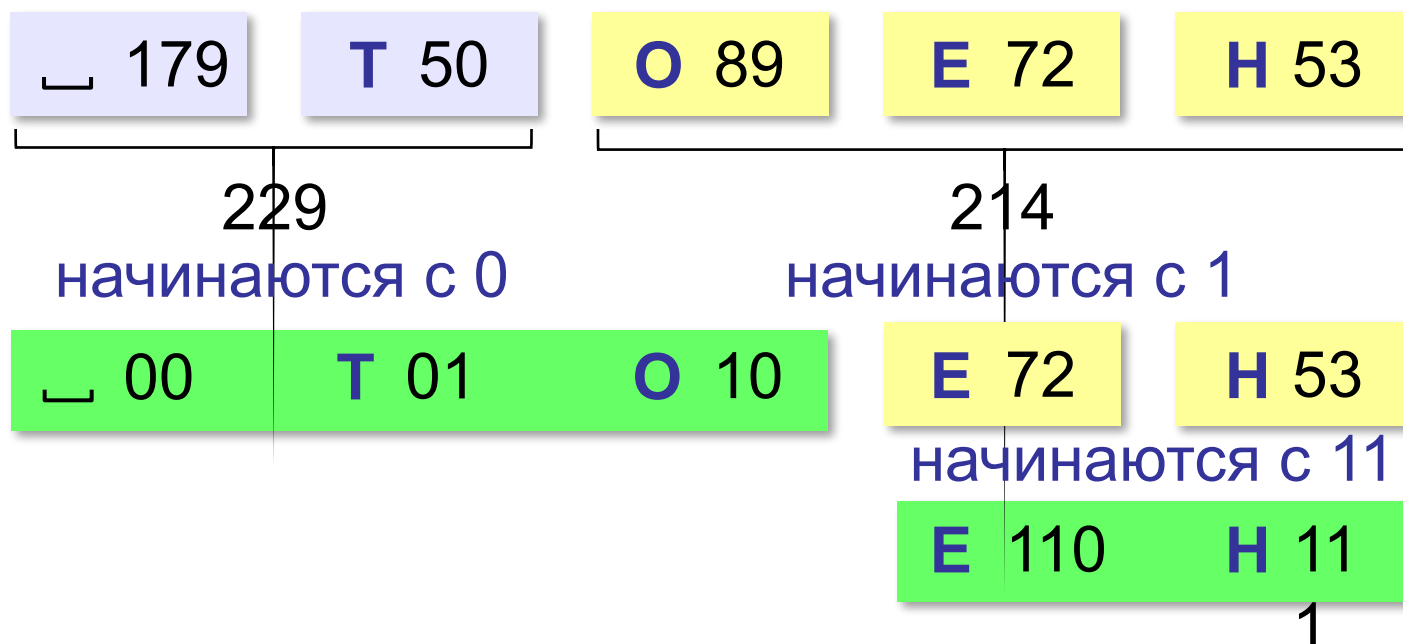 ⎵ 179 Т 50 О 89 Е 72 Н 53
229 214
начинаются с 0 начинаются с 1
⎵ 00 Т 01 О 10 Е 72 Н 53
начинаются с 11
Е 110 Н 11
1